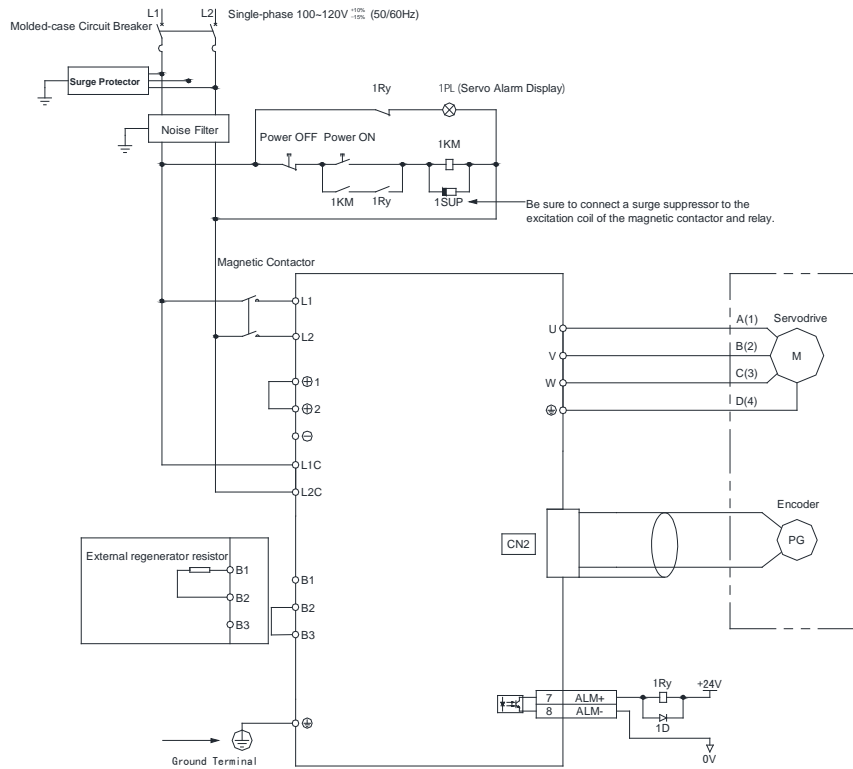 L1
L2
Single-phase 100~120V +10% -15% (50/60Hz)
Molded-case Circuit Breaker
Surge Protector
Noise Filter
1Ry
1PL (Servo Alarm Display)
Power OFF
Power ON
1KM
1KM
1Ry
1SUP
Be sure to connect a surge suppressor to the
excitation coil of the magnetic contactor and relay.
Magnetic Contactor
L1
L2
1
2
L1C
L2C
B1
B2
B3
External regenerator resistor
B1
B2
B3
Ground Terminal
U
V
W
A(1)
B(2)
C(3)
D(4)
Servodrive
M
CN2
Encoder
PG
7 ALM+
8 ALM-
1Ry
+24V
1D
0V